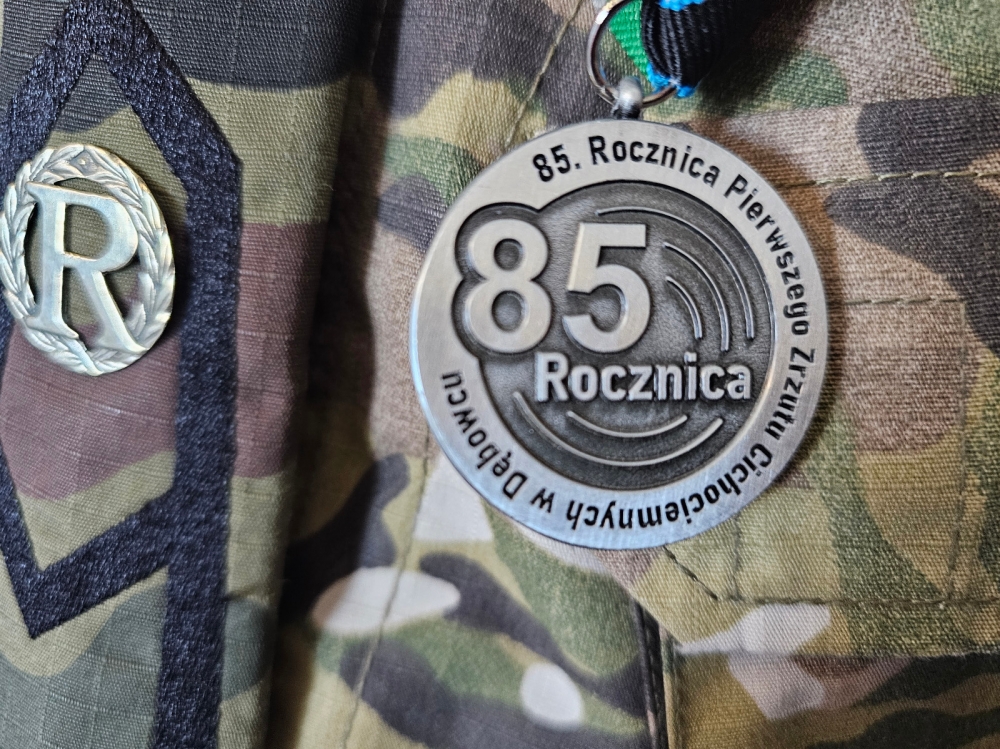 R
85. Rocznica Pierwszego Zrzutu Cichociemnych w Dębowcu
85
Rocznica